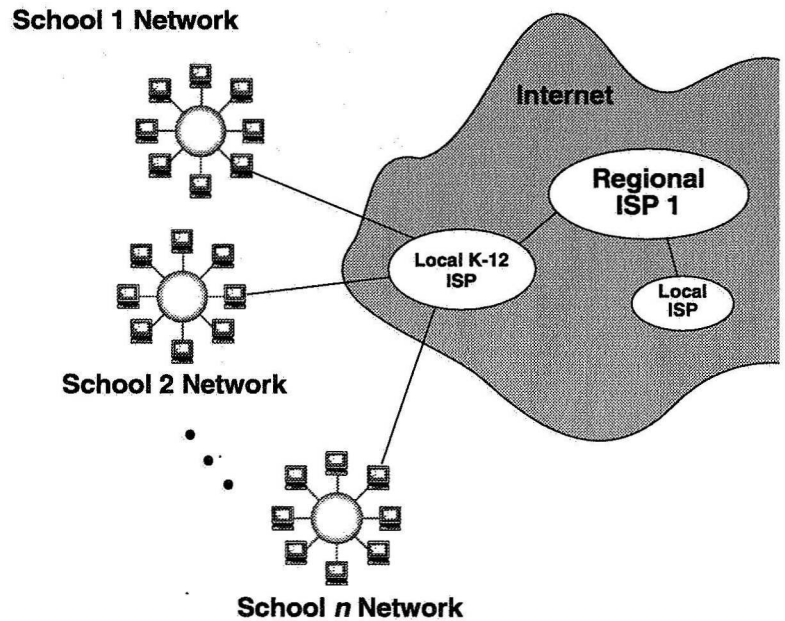 School 1 Network
Internet
Regional
ISP 1
Local K-12
ISP
Local
ISP
School 2 Network
School n Network